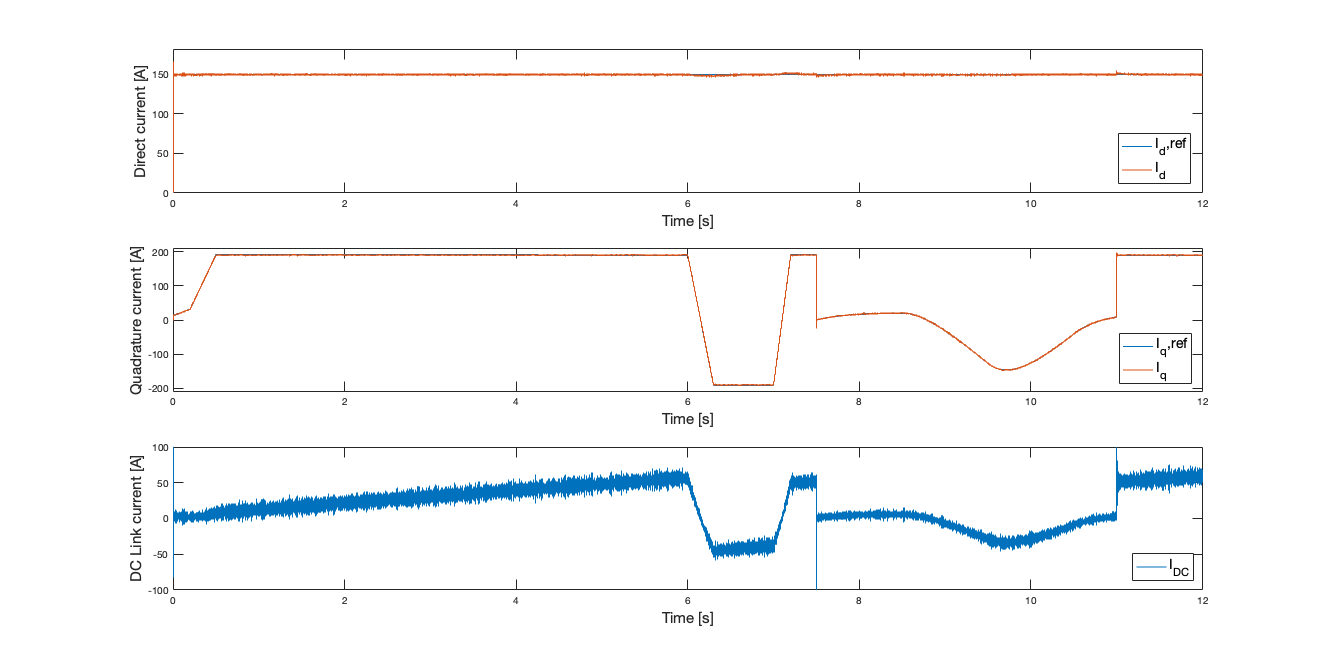 Direct current [A]
150
100
50
0
0 2 4 6 8 10 12
Time [s]
I_d,ref
I_d
Quadrature current [A]
200
100
0
-100
-200
0 2 4 6 8 10 12
Time [s]
I_q,ref
I_q
DC Link current [A]
100
50
0
-50
-100
0 2 4 6 8 10 12
Time [s]
I_DC